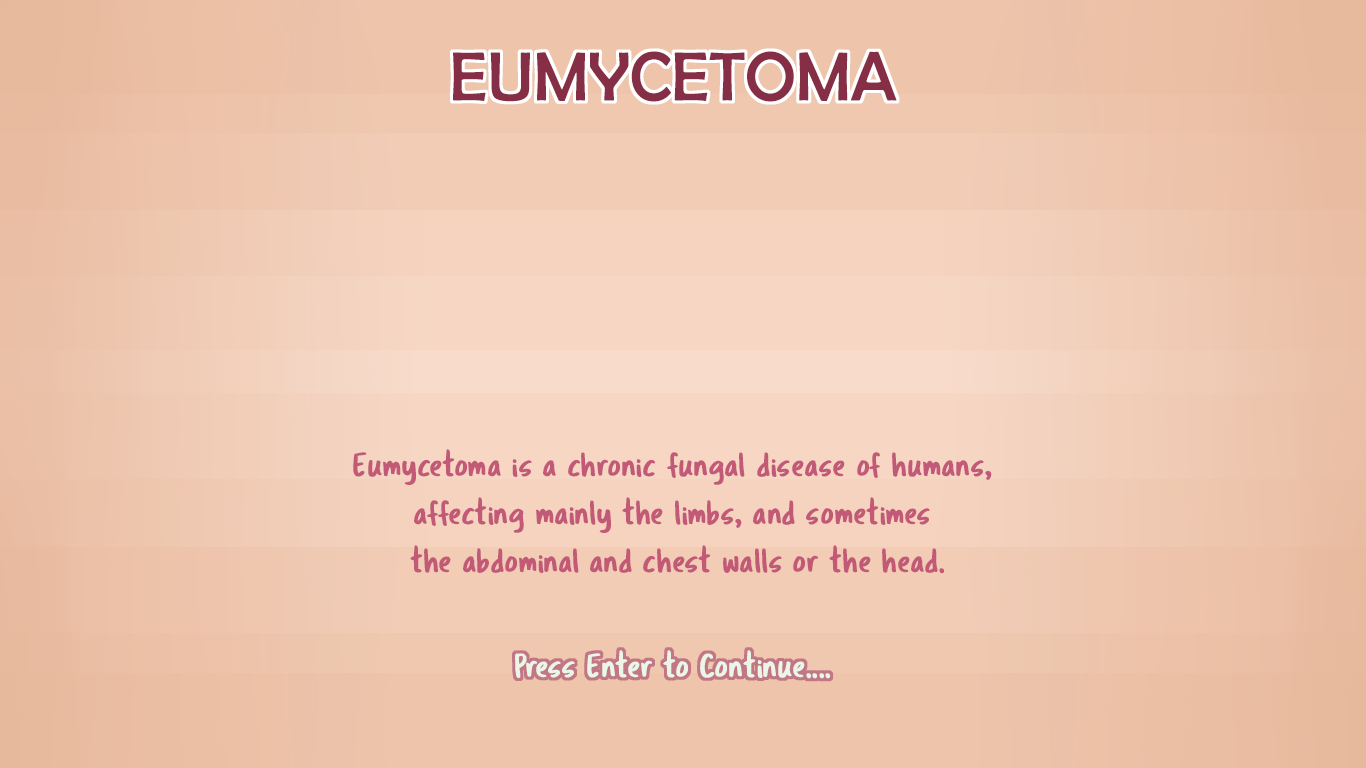 EUMYCETOMA
Eumycetoma is a chronic fungal disease of humans,
affecting mainly the limbs, and sometimes
the abdominal and chest walls or the head.
Press Enter to Continue....